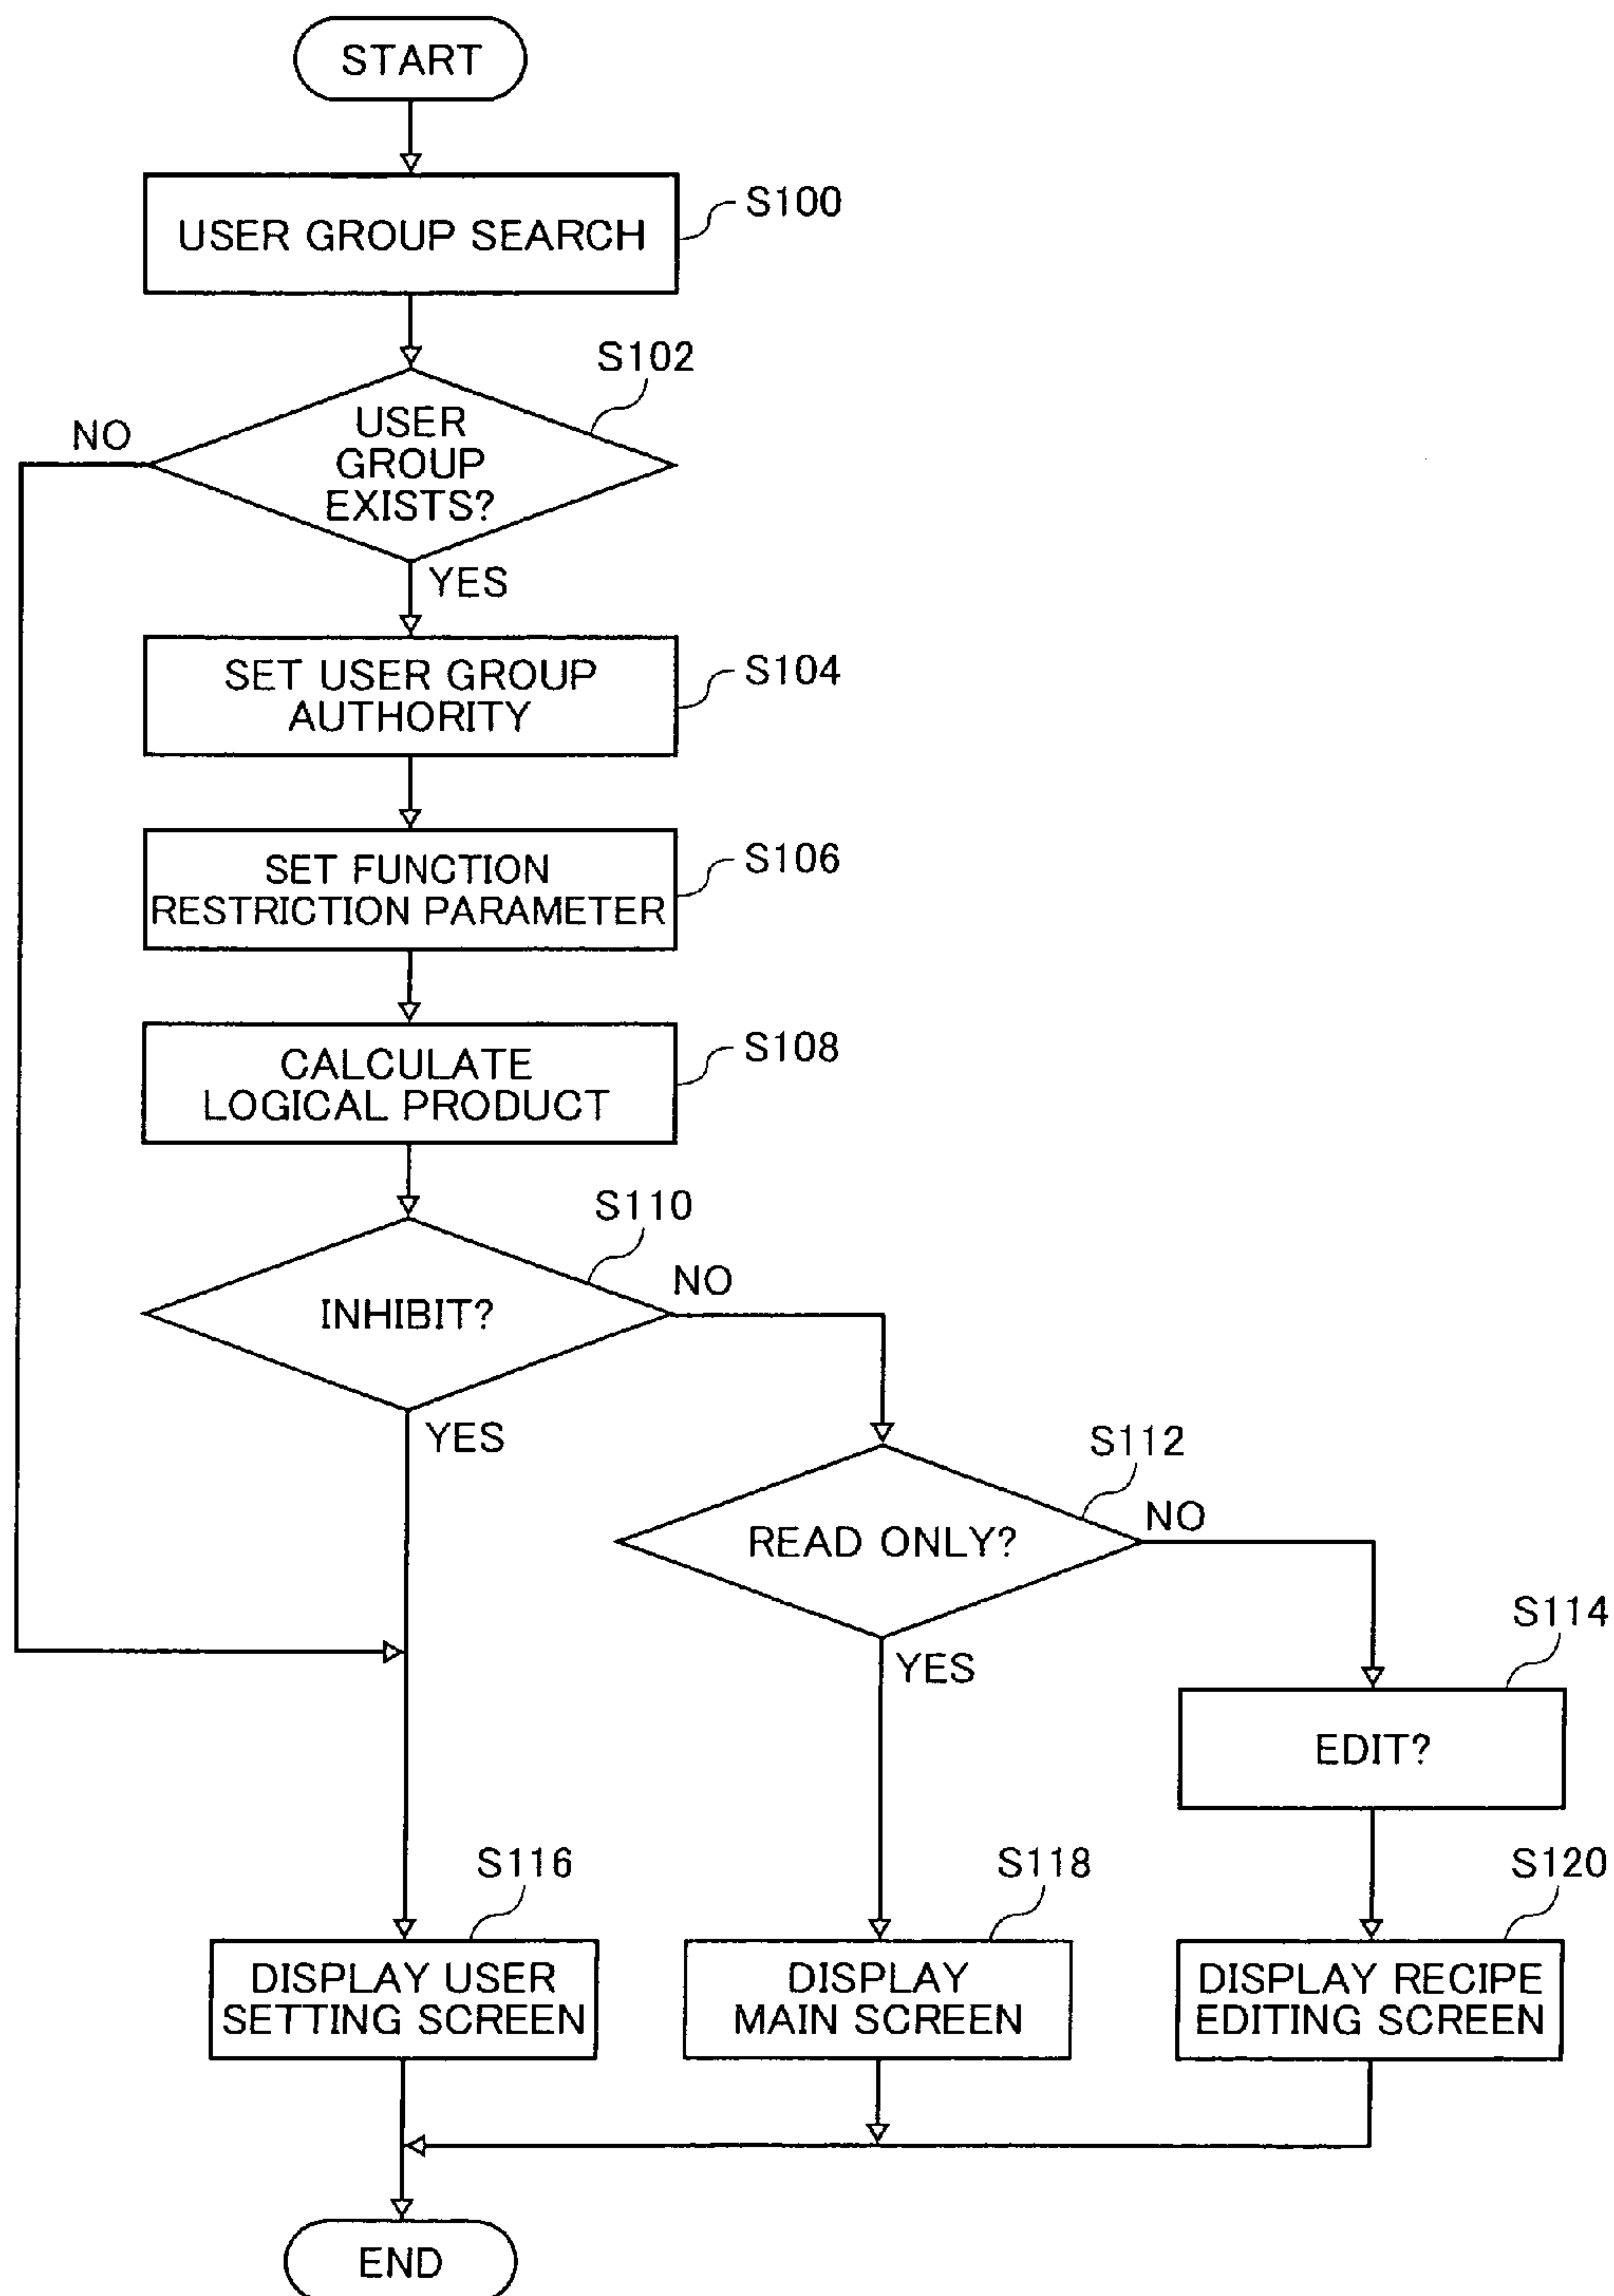 START
USER GROUP SEARCH
S100
S102
USER
GROUP
EXISTS?
NO
YES
SET USER GROUP
AUTHORITY
S104
SET FUNCTION
RESTRICTION PARAMETER
S106
CALCULATE
LOGICAL PRODUCT
S108
S110
INHIBIT?
NO
YES
S112
READ ONLY?
NO
YES
S114
EDIT?
S116
DISPLAY USER
SETTING SCREEN
S118
DISPLAY
MAIN SCREEN
S120
DISPLAY RECIPE
EDITING SCREEN
END